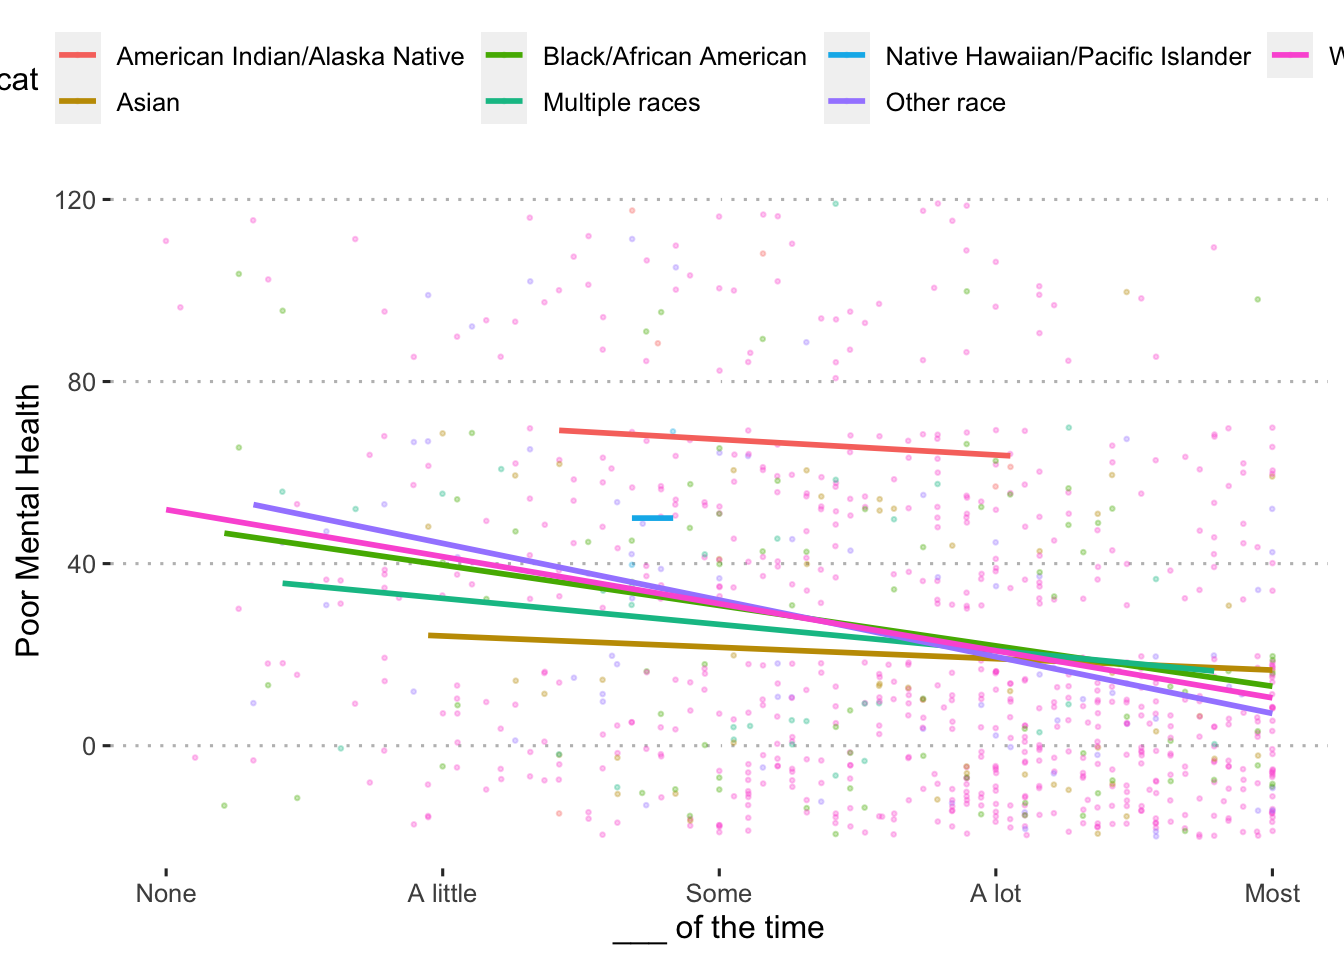 cat
American Indian/Alaska Native
Black/African American
Native Hawaiian/Pacific Islander
W
Asian
Multiple races
Other race
120
80
40
0
Poor Mental Health
None
A little
Some
A lot
Most
___ of the time